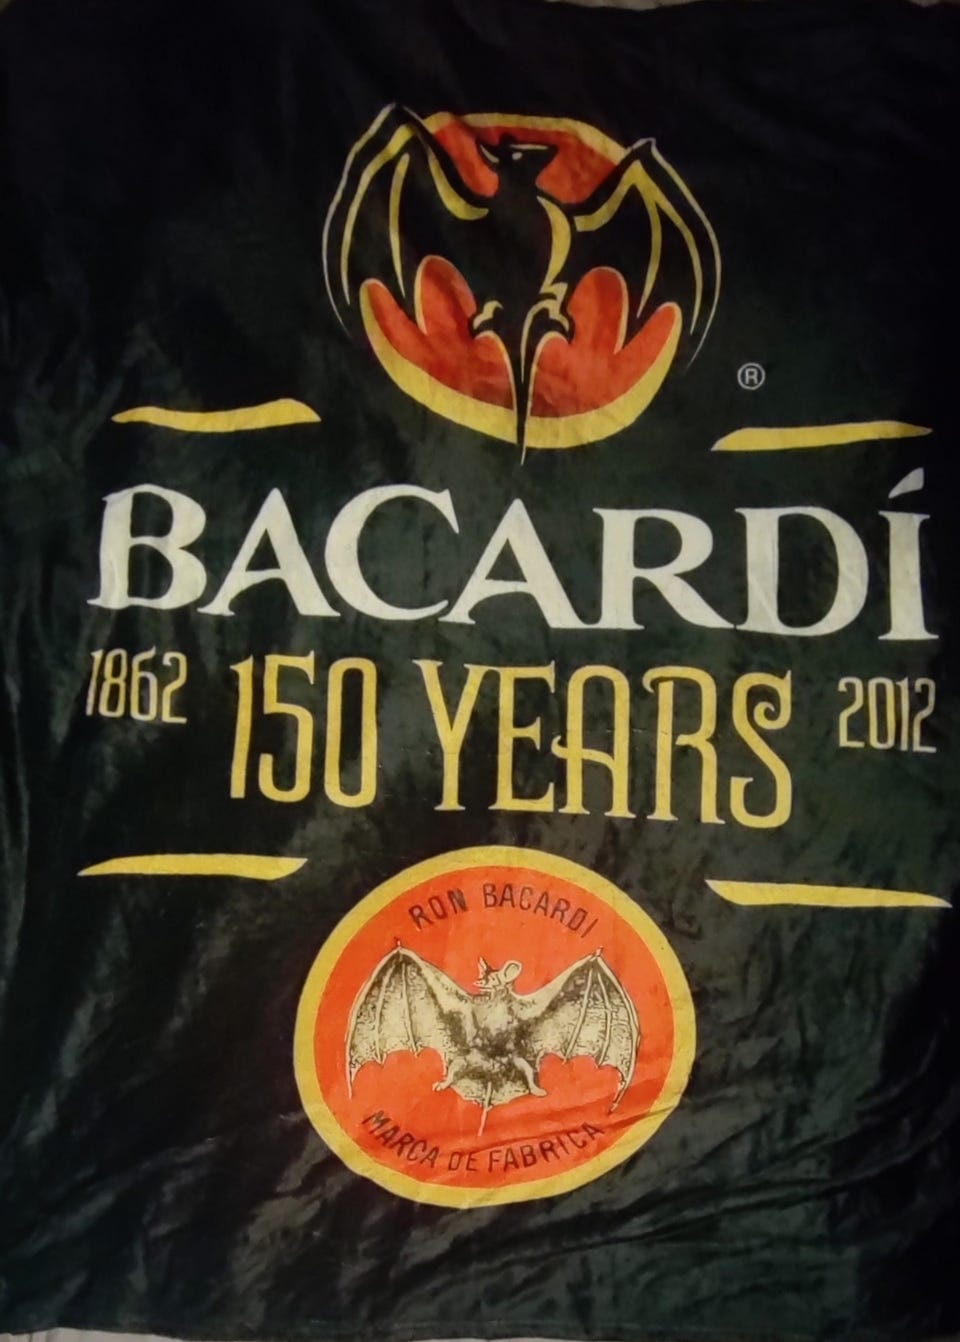 ®
BACARDÍ
1862 150 YEARS 2012
RON BACARDI
MARCA DE FABRICA